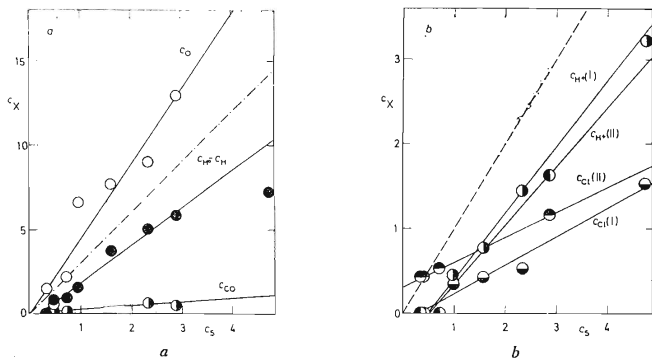 a
15
10
5
0
c_X
c_O
c_H+ - c_H
c_CO
1
2
3
c_S
4
a
b
3
2
1
0
c_X
c_H+(I)
c_H+(II)
c_Cl(II)
c_Cl(I)
1
2
3
c_S
4
b